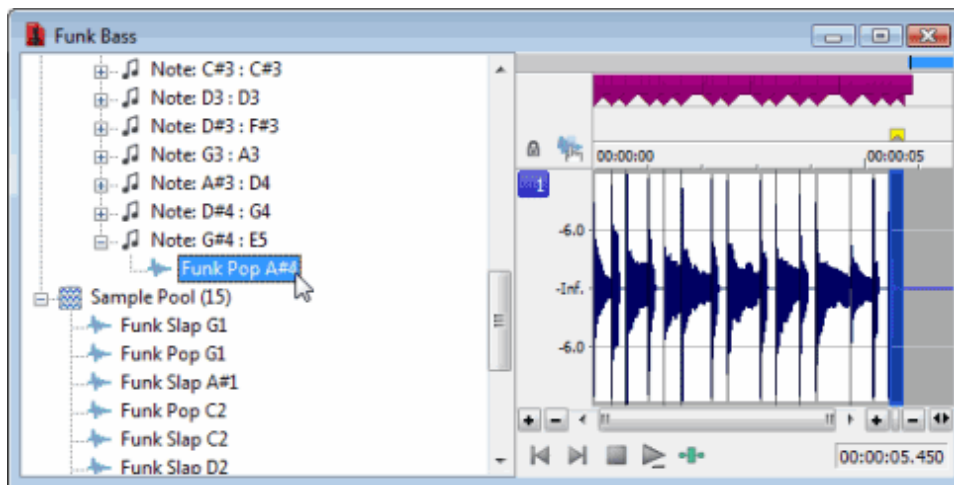 Funk Bass
Note: C#3 : C#3
Note: D3 : D3
Note: D#3 : F#3
Note: G3 : A3
Note: A#3 : D4
Note: D#4 : G4
Note: G#4 : E5
Funk Pop A#4
Sample Pool (15)
Funk Slap G1
Funk Pop G1
Funk Slap A#1
Funk Pop C2
Funk Slap C2
Funk Slap D2
00:00:00 00:00:05
1
-6.0
-Inf.
-6.0
00:00:05.450